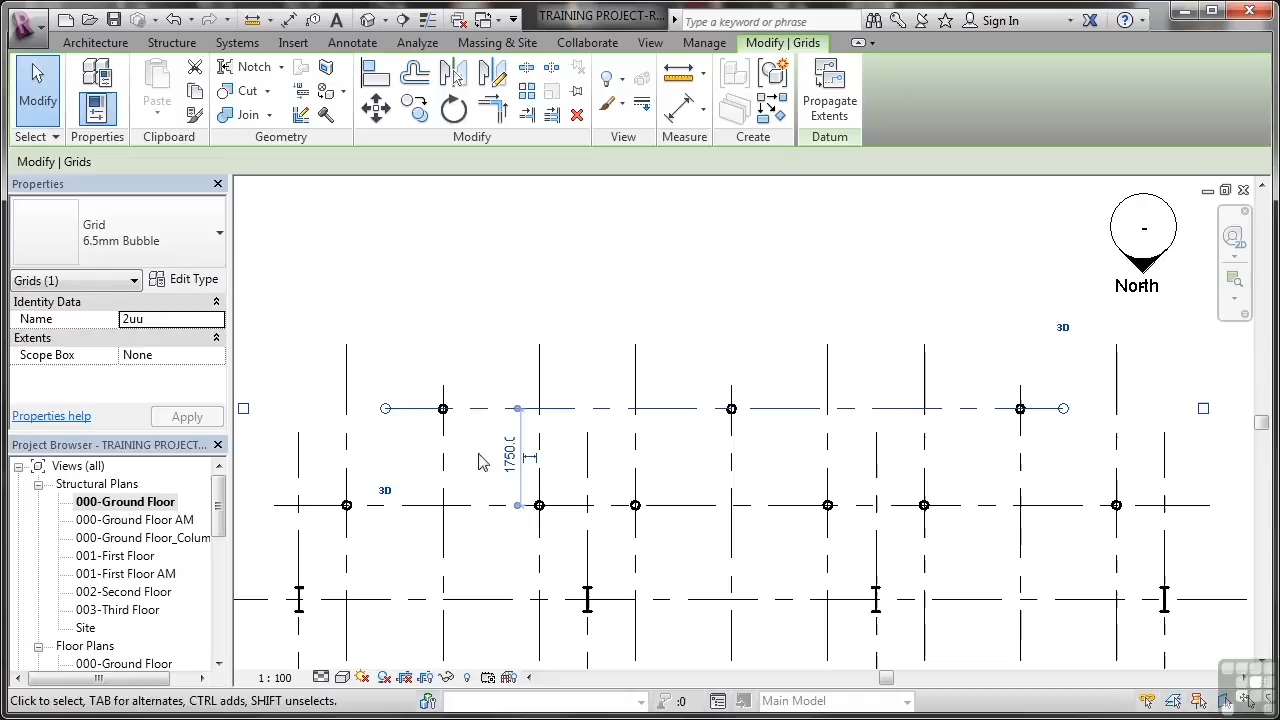 TRAINING PROJECT-R...
Type a keyword or phrase
Sign In
Architecture
Structure
Systems
Insert
Annotate
Analyze
Massing & Site
Collaborate
View
Manage
Modify | Grids
Modify
Paste
Notch
Cut
Join
Propagate
Extents
Select
Properties
Clipboard
Geometry
Modify
View
Measure
Create
Datum
Modify | Grids
Properties
Grid
6.5mm Bubble
Grids (1)
Edit Type
Identity Data
Name
2uu
Extents
Scope Box
None
Properties help
Apply
Project Browser - TRAINING PROJECT...
Views (all)
Structural Plans
000-Ground Floor
000-Ground Floor AM
000-Ground Floor_Colum
001-First Floor
001-First Floor AM
002-Second Floor
003-Third Floor
Site
Floor Plans
000-Ground Floor
2D
-
North
3D
1750.0
3D
1 : 100
Click to select, TAB for alternates, CTRL adds, SHIFT unselects.
:0
Main Model